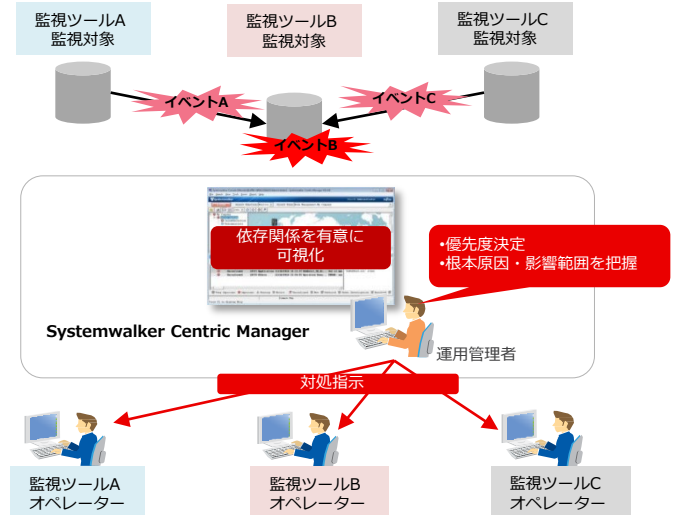 監視ツールA
監視対象
監視ツールB
監視対象
監視ツールC
監視対象
イベントA
イベントC
イベントB
依存関係を有意に
可視化
•優先度決定
•根本原因・影響範囲を把握
Systemwalker Centric Manager
運用管理者
対処指示
監視ツールA
オペレーター
監視ツールB
オペレーター
監視ツールC
オペレーター